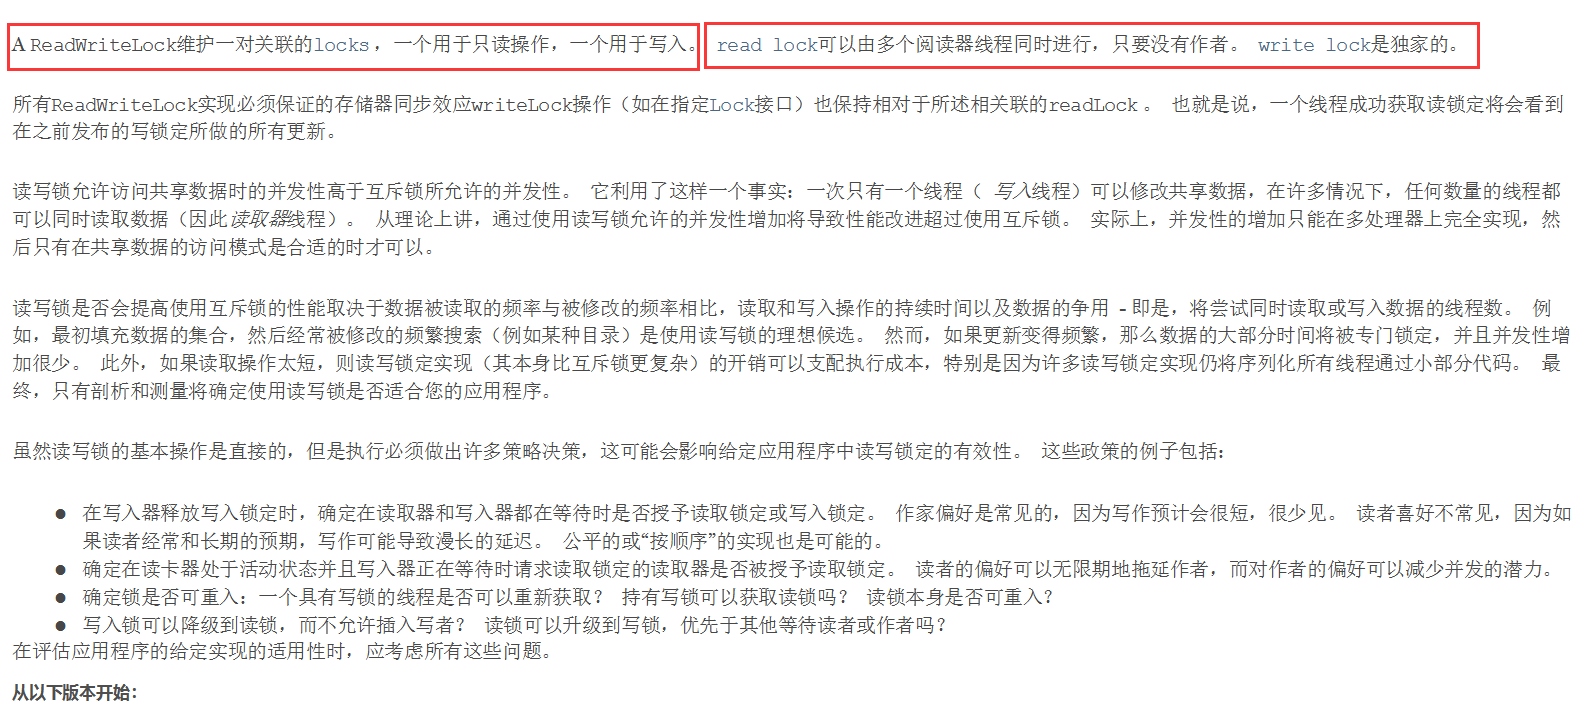 A ReadWriteLock维护一对关联的locks ，一个用于只读操作，一个用于写入。 read lock可以由多个阅读器线程同时进行，只要没有作者。 write lock是独家的。
所有ReadWriteLock实现必须保证的存储器同步效应writeLock操作（如在指定Lock接口）也保持相对于所述相关联的readLock 。 也就是说，一个线程成功获取读锁定将会看到
在之前发布的写锁定所做的所有更新。
读写锁允许访问共享数据时的并发性高于互斥锁所允许的并发性。 它利用了这样一个事实：一次只有一个线程（ 写入线程）可以修改共享数据，在许多情况下，任何数量的线程都
可以同时读取数据（因此读取器线程）。 从理论上讲，通过使用读写锁允许的并发性增加将导致性能改进超过使用互斥锁。 实际上，并发性的增加只能在多处理器上完全实现，然
后只有在共享数据的访问模式是合适的时才可以。
读写锁是否会提高使用互斥锁的性能取决于数据被读取的频率与被修改的频率相比，读取和写入操作的持续时间以及数据的争用 - 即是，将尝试同时读取或写入数据的线程数。 例
如，最初填充数据的集合，然后经常被修改的频繁搜索（例如某种目录）是使用读写锁的理想候选。 然而，如果更新变得频繁，那么数据的大部分时间将被专门锁定，并且并发性增
加很少。 此外，如果读取操作太短，则读写锁定实现（其本身比互斥锁更复杂）的开销可以支配执行成本，特别是因为许多读写锁定实现仍将序列化所有线程通过小部分代码。 最
终，只有剖析和测量将确定使用读写锁是否适合您的应用程序。
虽然读写锁的基本操作是直接的，但是执行必须做出许多策略决策，这可能会影响给定应用程序中读写锁定的有效性。 这些政策的例子包括：
● 在写入器释放写入锁定时，确定在读取器和写入器都在等待时是否授予读取锁定或写入锁定。 作家偏好是常见的，因为写作预计会很短，很少见。 读者喜好不常见，因为如
果读者经常和长期的预期，写作可能导致漫长的延迟。 公平的或“按顺序”的实现也是可能的。
● 确定在读卡器处于活动状态并且写入器正在等待时请求读取锁定的读取器是否被授予读取锁定。 读者的偏好可以无限期地拖延作者，而对作者的偏好可以减少并发的潜力。
● 确定锁是否可重入：一个具有写锁的线程是否可以重新获取？ 持有写锁可以获取读锁吗？ 读锁本身是否可重入？
● 写入锁可以降级到读锁，而不允许插入写者？ 读锁可以升级到写锁，优先于其他等待读者或作者吗？
在评估应用程序的给定实现的适用性时，应考虑所有这些问题。
从以下版本开始：